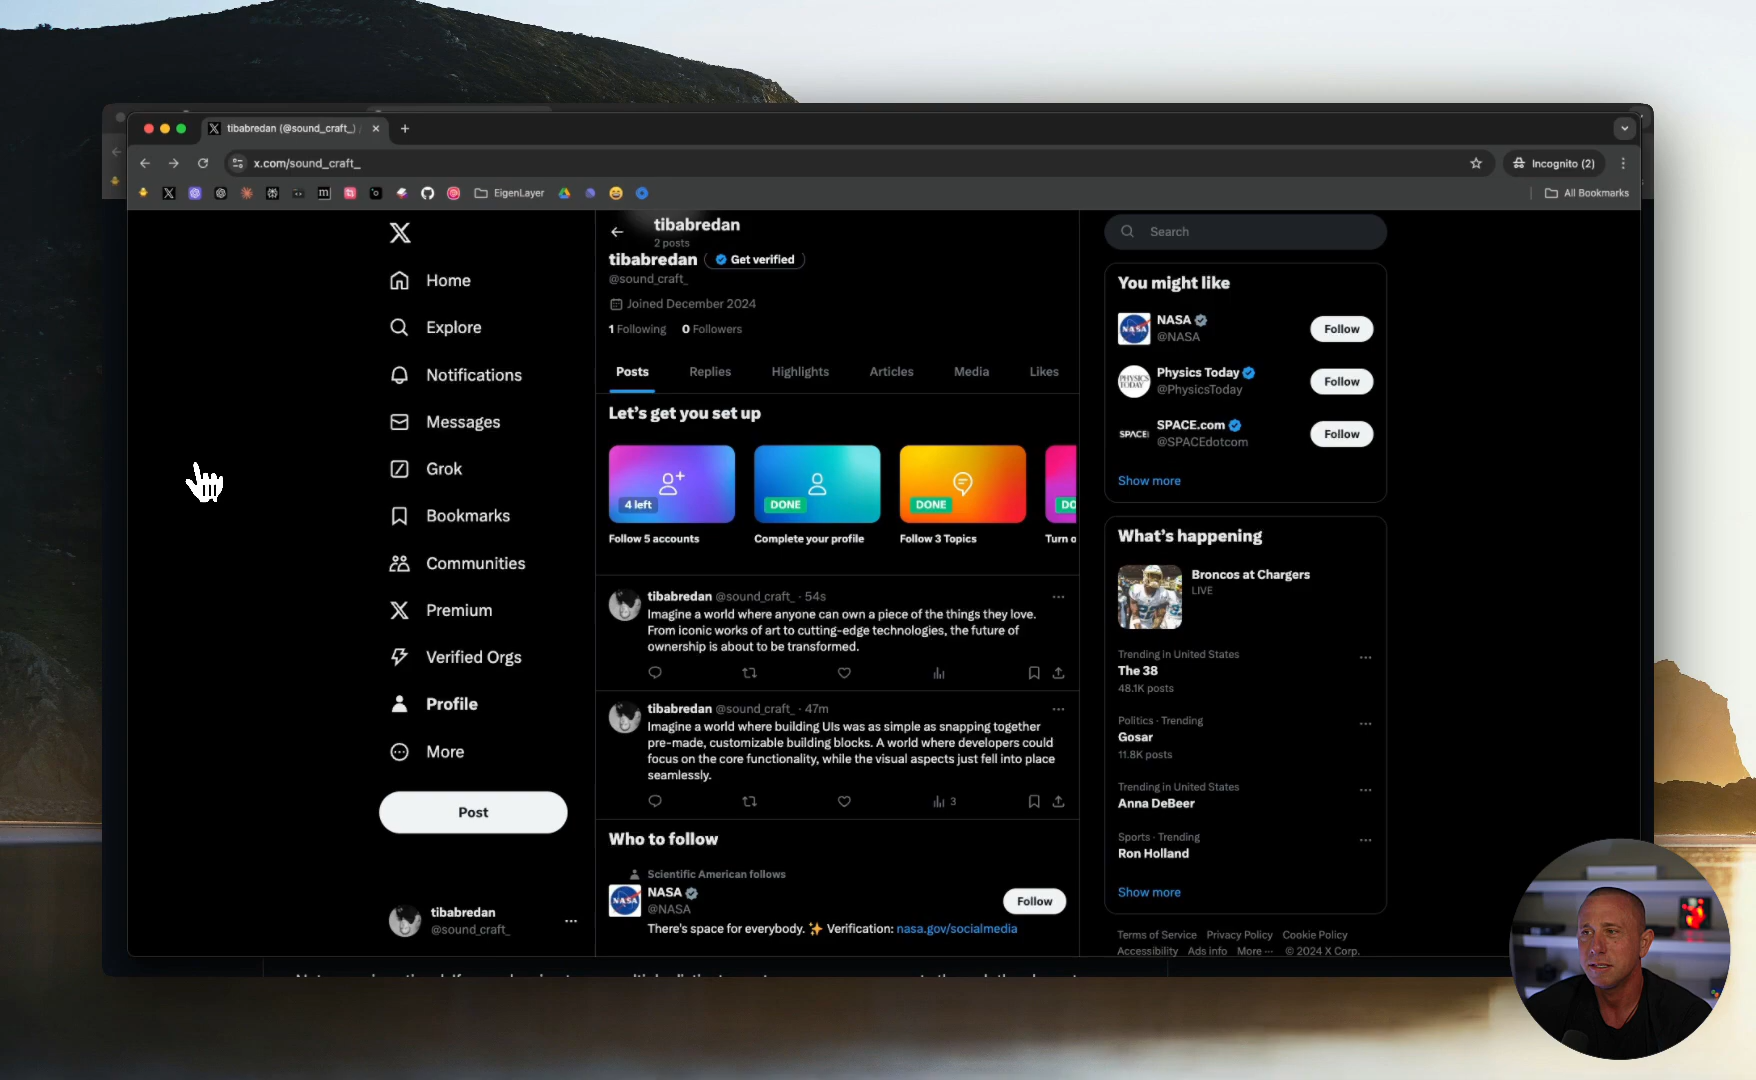 tibabredan (@sound_craft_) /
x.com/sound_craft_
Incognito (2)
EigenLayer
All Bookmarks
Home
Explore
Notifications
Messages
Grok
Bookmarks
Communities
Premium
Verified Orgs
Profile
More
Post
tibabredan
@sound_craft_
tibabredan
2 posts
tibabredan
Get verified
@sound_craft_
Joined December 2024
1 Following 0 Followers
Posts Replies Highlights Articles Media Likes
Let's get you set up
4 left
DONE
DONE
DO
Follow 5 accounts
Complete your profile
Follow 3 Topics
Turn o
tibabredan @sound_craft_ · 54s
Imagine a world where anyone can own a piece of the things they love.
From iconic works of art to cutting-edge technologies, the future of
ownership is about to be transformed.
tibabredan @sound_craft_ · 47m
Imagine a world where building UIs was as simple as snapping together
pre-made, customizable building blocks. A world where developers could
focus on the core functionality, while the visual aspects just fell into place
seamlessly.
3
Who to follow
Scientific American follows
NASA
@NASA
Follow
There's space for everybody. ✨ Verification: nasa.gov/socialmedia
Search
You might like
NASA
@NASA
Follow
PHYSICS TODAY
Physics Today
@PhysicsToday
Follow
SPACE
SPACE.com
@SPACEdotcom
Follow
Show more
What's happening
Broncos at Chargers
LIVE
Trending in United States
The 38
48.1K posts
Politics · Trending
Gosar
11.8K posts
Trending in United States
Anna DeBeer
Sports · Trending
Ron Holland
Show more
Terms of Service Privacy Policy Cookie Policy
Accessibility Ads info More ··· © 2024 X Corp.